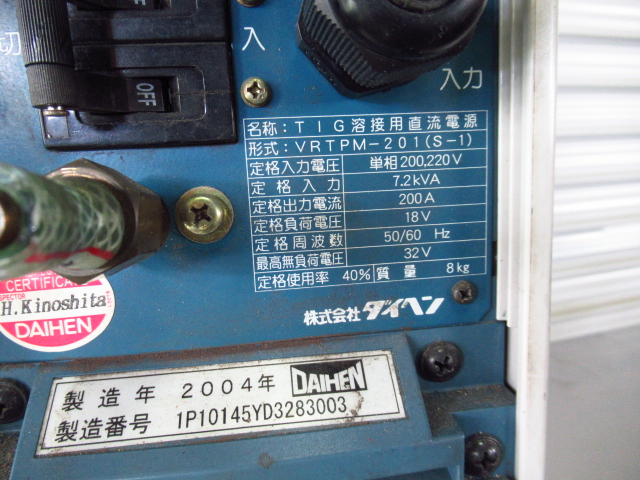 切
入
OFF
OFF
入力
名称：TIG溶接用直流電源
形式：VRTPM-201(S-1)
定格入力電圧 単相200,220V
定格入力 7.2kVA
定格出力電流 200A
定格負荷電圧 18V
定格周波数 50/60 Hz
最高無負荷電圧 32V
定格使用率 40% 質量 8kg
株式会社 ダイヘン
CERTIFICA
H.Kinoshita
DAIHEN
製造年 2004年 DAIHEN
製造番号 1P10145YD3283003